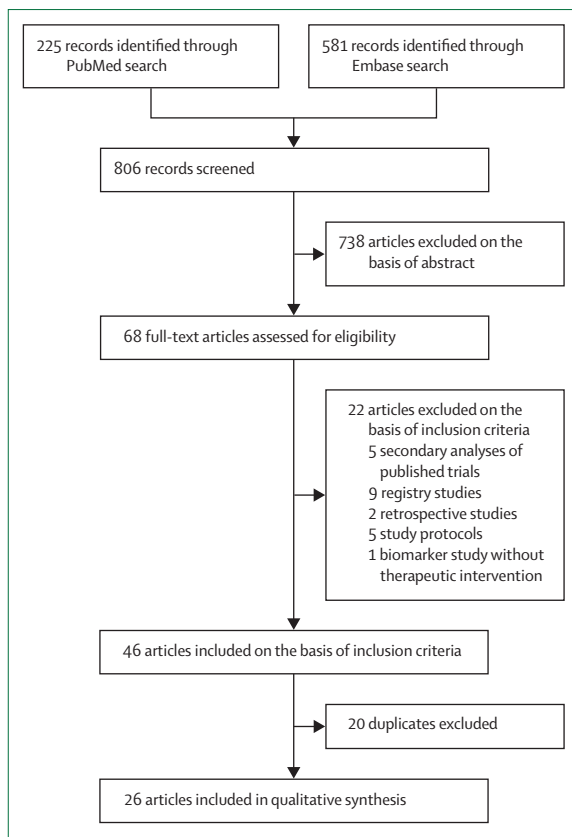 225 records identified through
PubMed search
581 records identified through
Embase search
806 records screened
738 articles excluded on the
basis of abstract
68 full-text articles assessed for eligibility
22 articles excluded on the
basis of inclusion criteria
5 secondary analyses of
published trials
9 registry studies
2 retrospective studies
5 study protocols
1 biomarker study without
therapeutic intervention
46 articles included on the basis of inclusion criteria
20 duplicates excluded
26 articles included in qualitative synthesis